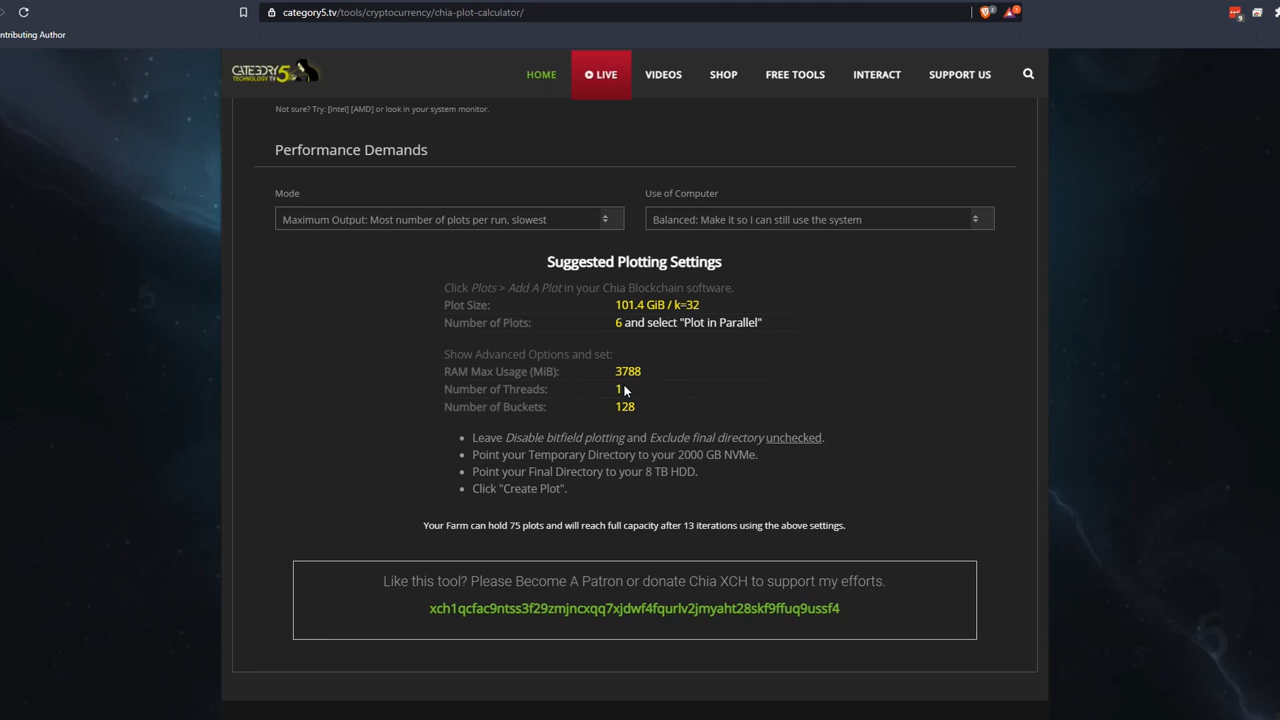 category5.tv/tools/cryptocurrency/chia-plot-calculator/
2
1
9
ntributing Author
CATEGORY5
TECHNOLOGY TV
HOME
LIVE
VIDEOS
SHOP
FREE TOOLS
INTERACT
SUPPORT US
Not sure? Try: [Intel] [AMD] or look in your system monitor.
Performance Demands
Mode
Use of Computer
Maximum Output: Most number of plots per run, slowest
Balanced: Make it so I can still use the system
Suggested Plotting Settings
Click Plots > Add A Plot in your Chia Blockchain software.
Plot Size: 101.4 GiB / k=32
Number of Plots: 6 and select "Plot in Parallel"
Show Advanced Options and set:
RAM Max Usage (MiB): 3788
Number of Threads: 1
Number of Buckets: 128
Leave Disable bitfield plotting and Exclude final directory unchecked.
Point your Temporary Directory to your 2000 GB NVMe.
Point your Final Directory to your 8 TB HDD.
Click "Create Plot".
Your Farm can hold 75 plots and will reach full capacity after 13 iterations using the above settings.
Like this tool? Please Become A Patron or donate Chia XCH to support my efforts.
xch1qcfac9ntss3f29zmjncxqq7xjdwf4fqurlv2jmyaht28skf9ffuq9ussf4